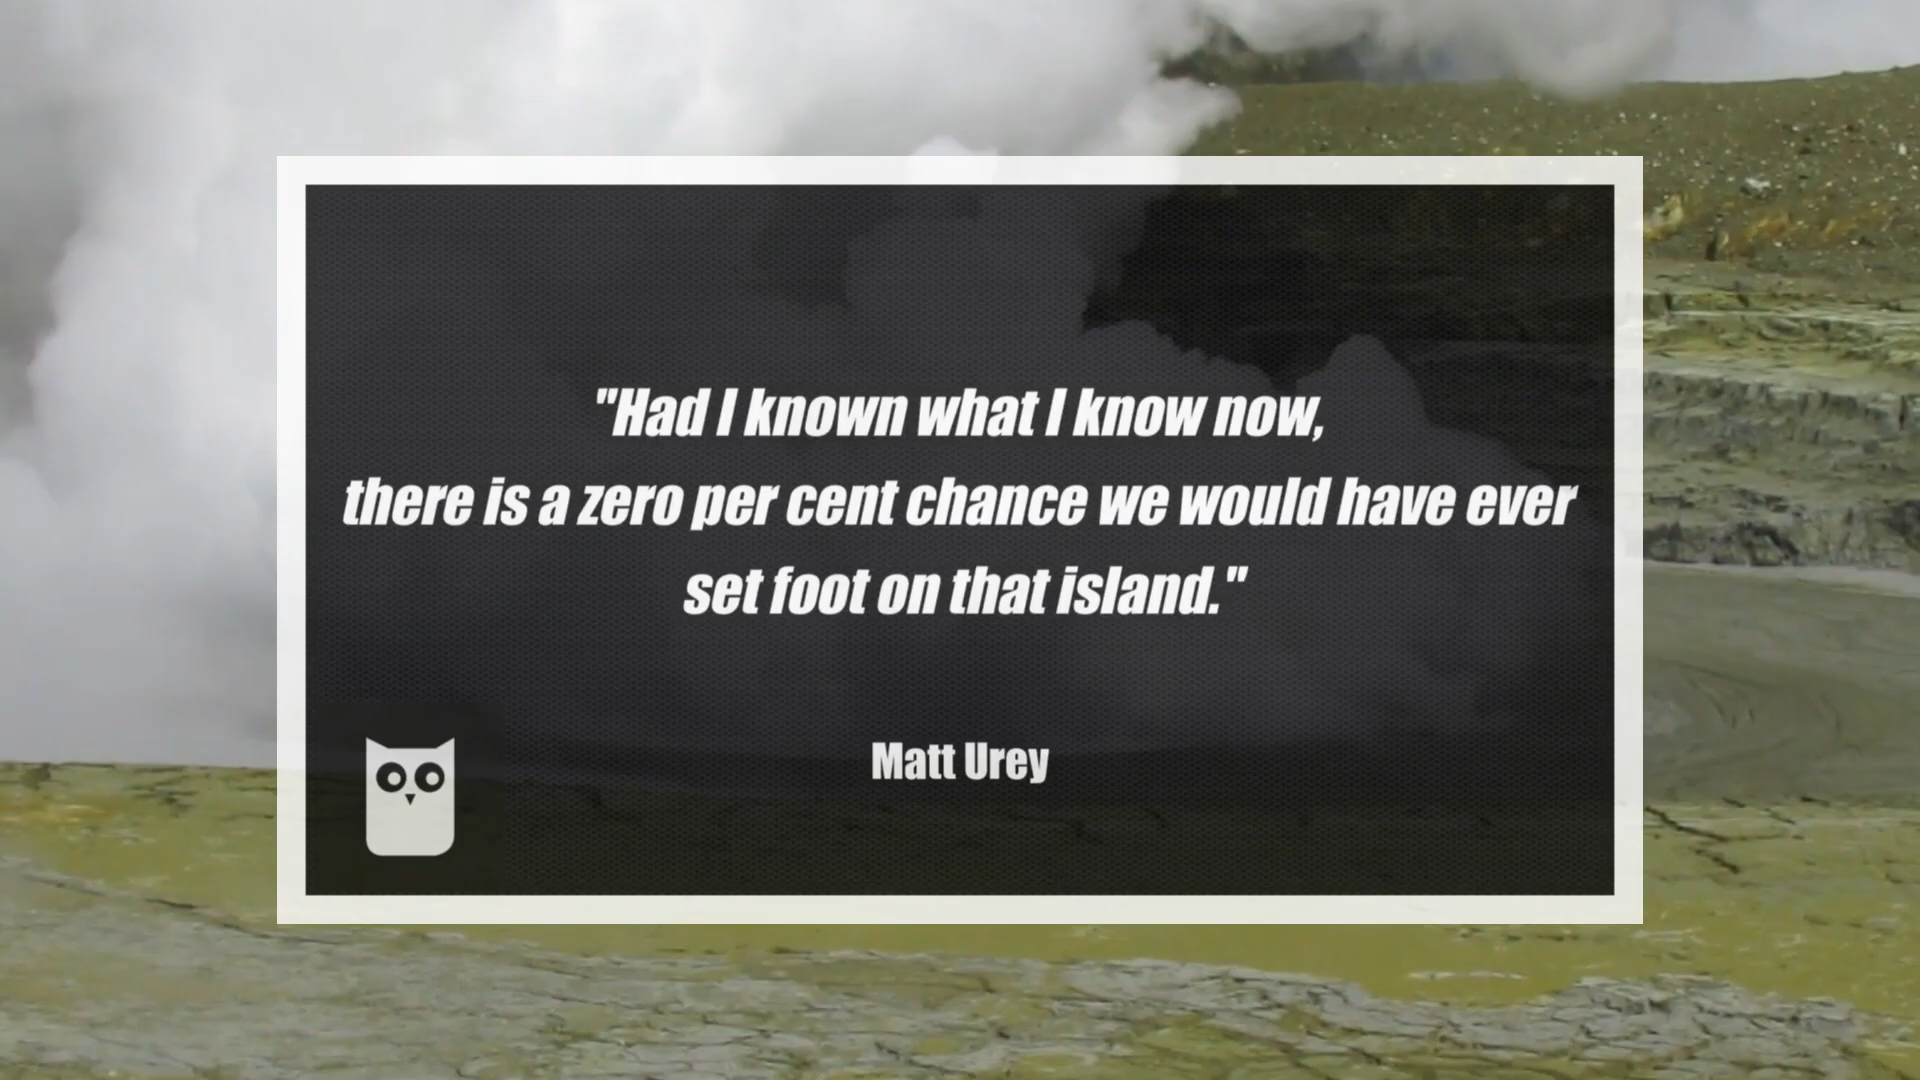 "Had I known what I know now,
there is a zero per cent chance we would have ever
set foot on that island."
Matt Urey